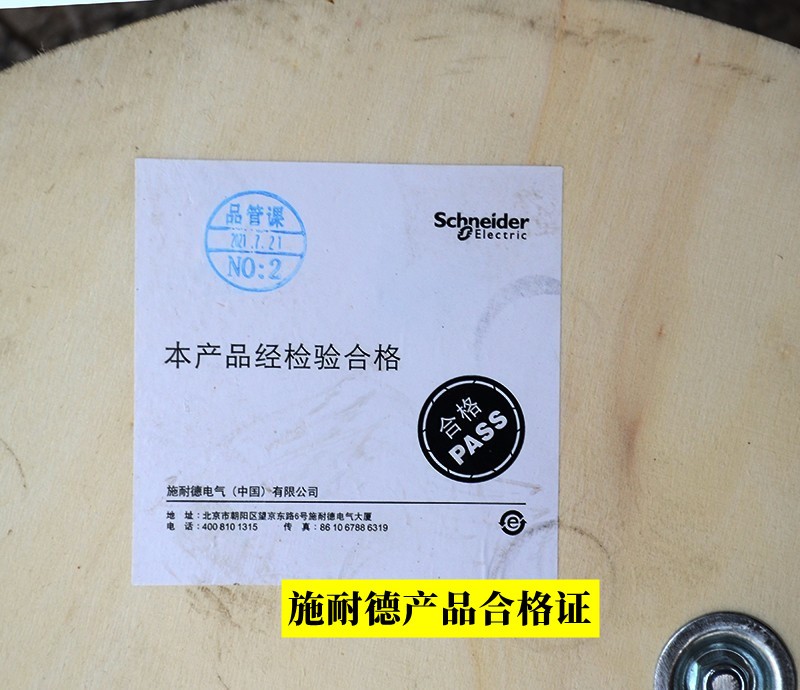 品管课
2021.7.21
NO:2
Schneider
Electric
本产品经检验合格
合格
PASS
施耐德电气（中国）有限公司
地 址：北京市朝阳区望京东路6号施耐德电气大厦
电 话：400 810 1315 传 真：86 10 6788 6319
e
施耐德产品合格证